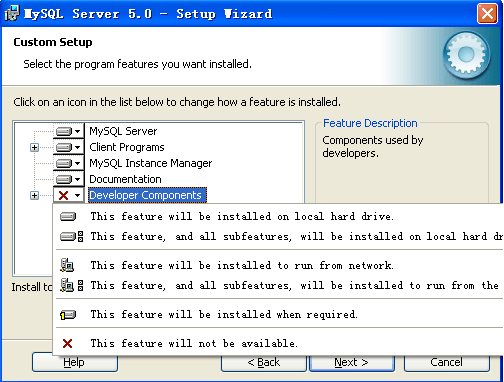 MySQL Server 5.0 - Setup Wizard
Custom Setup
Select the program features you want installed.
Click on an icon in the list below to change how a feature is installed.
MySQL Server
Client Programs
MySQL Instance Manager
Documentation
Developer Components
Feature Description
Components used by
developers.
This feature will be installed on local hard drive.
This feature, and all subfeatures, will be installed on local hard
This feature will be installed to run from network.
This feature, and all subfeatures, will be installed to run from the
This feature will be installed when required.
This feature will not be available.
Install to
Help
< Back
Next >
Cancel